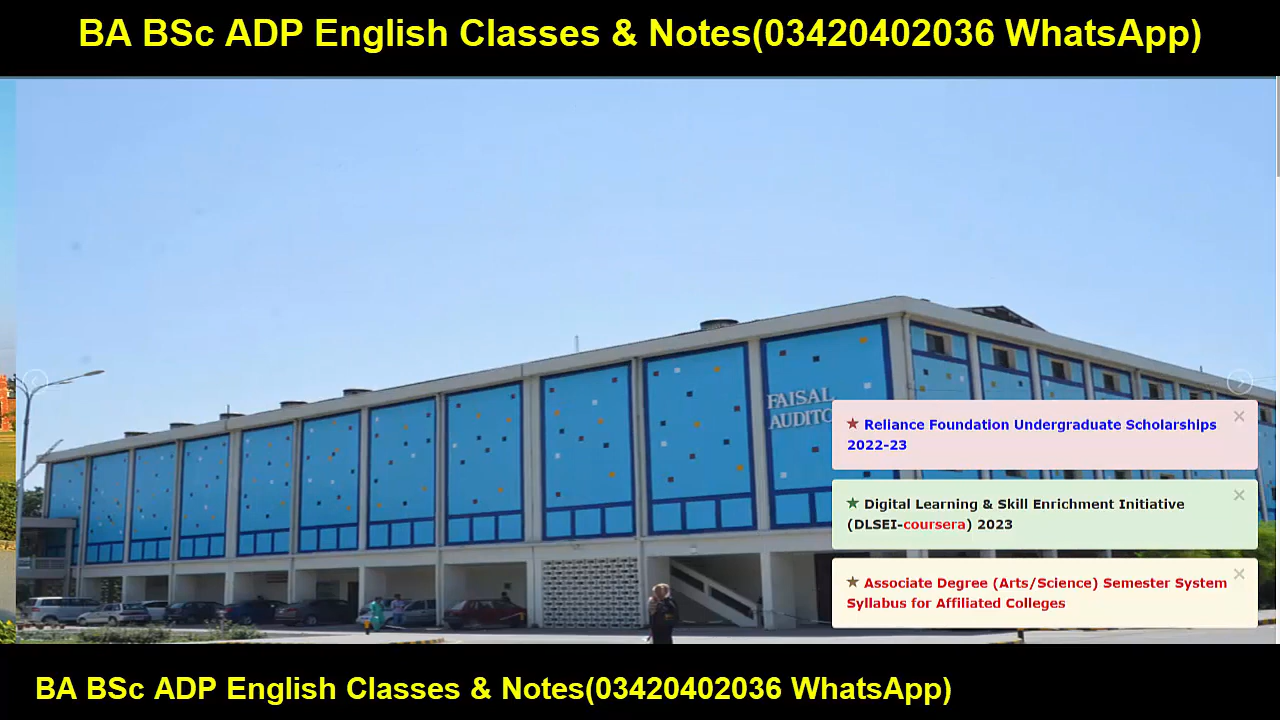 BA BSc ADP English Classes & Notes(03420402036 WhatsApp)
FAISAL
★ Reliance Foundation Undergraduate Scholarships
2022-23
★ Digital Learning & Skill Enrichment Initiative
(DLSEI-coursera) 2023
★ Associate Degree (Arts/Science) Semester System
Syllabus for Affiliated Colleges
BA BSc ADP English Classes & Notes(03420402036 WhatsApp)